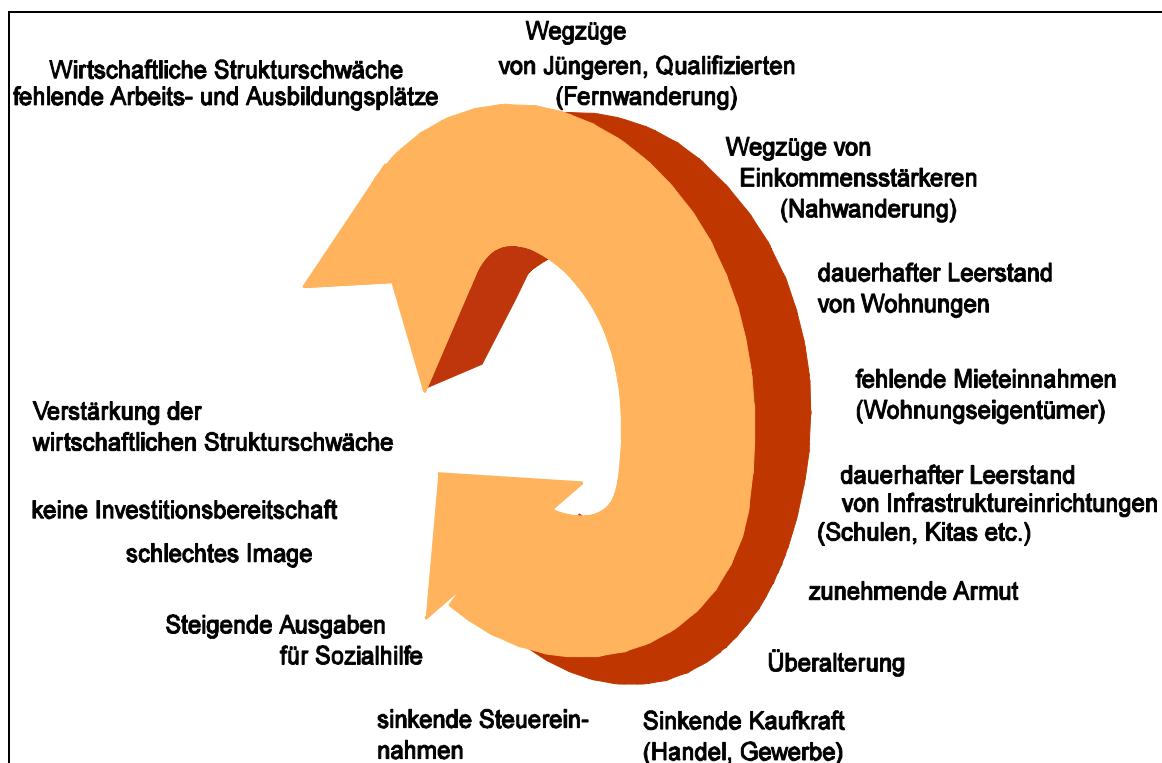 Wirtschaftliche Strukturschwäche
fehlende Arbeits- und Ausbildungsplätze
Wegzüge
von Jüngeren, Qualifizierten
(Fernwanderung)
Wegzüge von
Einkommensstärkeren
(Nahwanderung)
dauerhafter Leerstand
von Wohnungen
fehlende Mieteinnahmen
(Wohnungseigentümer)
dauerhafter Leerstand
von Infrastruktureinrichtungen
(Schulen, Kitas etc.)
zunehmende Armut
Überalterung
Sinkende Kaufkraft
(Handel, Gewerbe)
sinkende Steuerein-
nahmen
Steigende Ausgaben
für Sozialhilfe
schlechtes Image
keine Investitionsbereitschaft
Verstärkung der
wirtschaftlichen Strukturschwäche